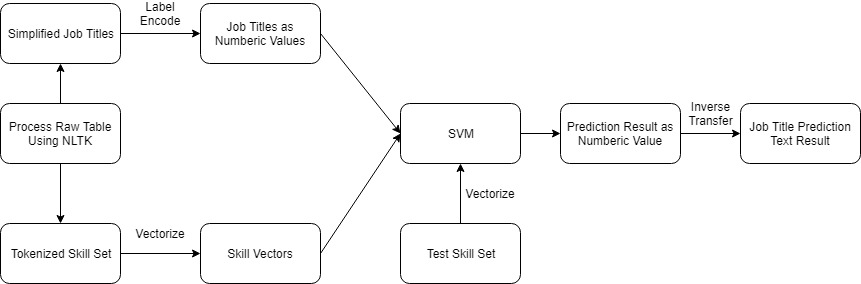 Simplified Job Titles
Label
Encode
Job Titles as
Numberic Values
Process Raw Table
Using NLTK
SVM
Prediction Result as
Numberic Value
Inverse
Transfer
Job Title Prediction
Text Result
Vectorize
Tokenized Skill Set
Vectorize
Skill Vectors
Test Skill Set